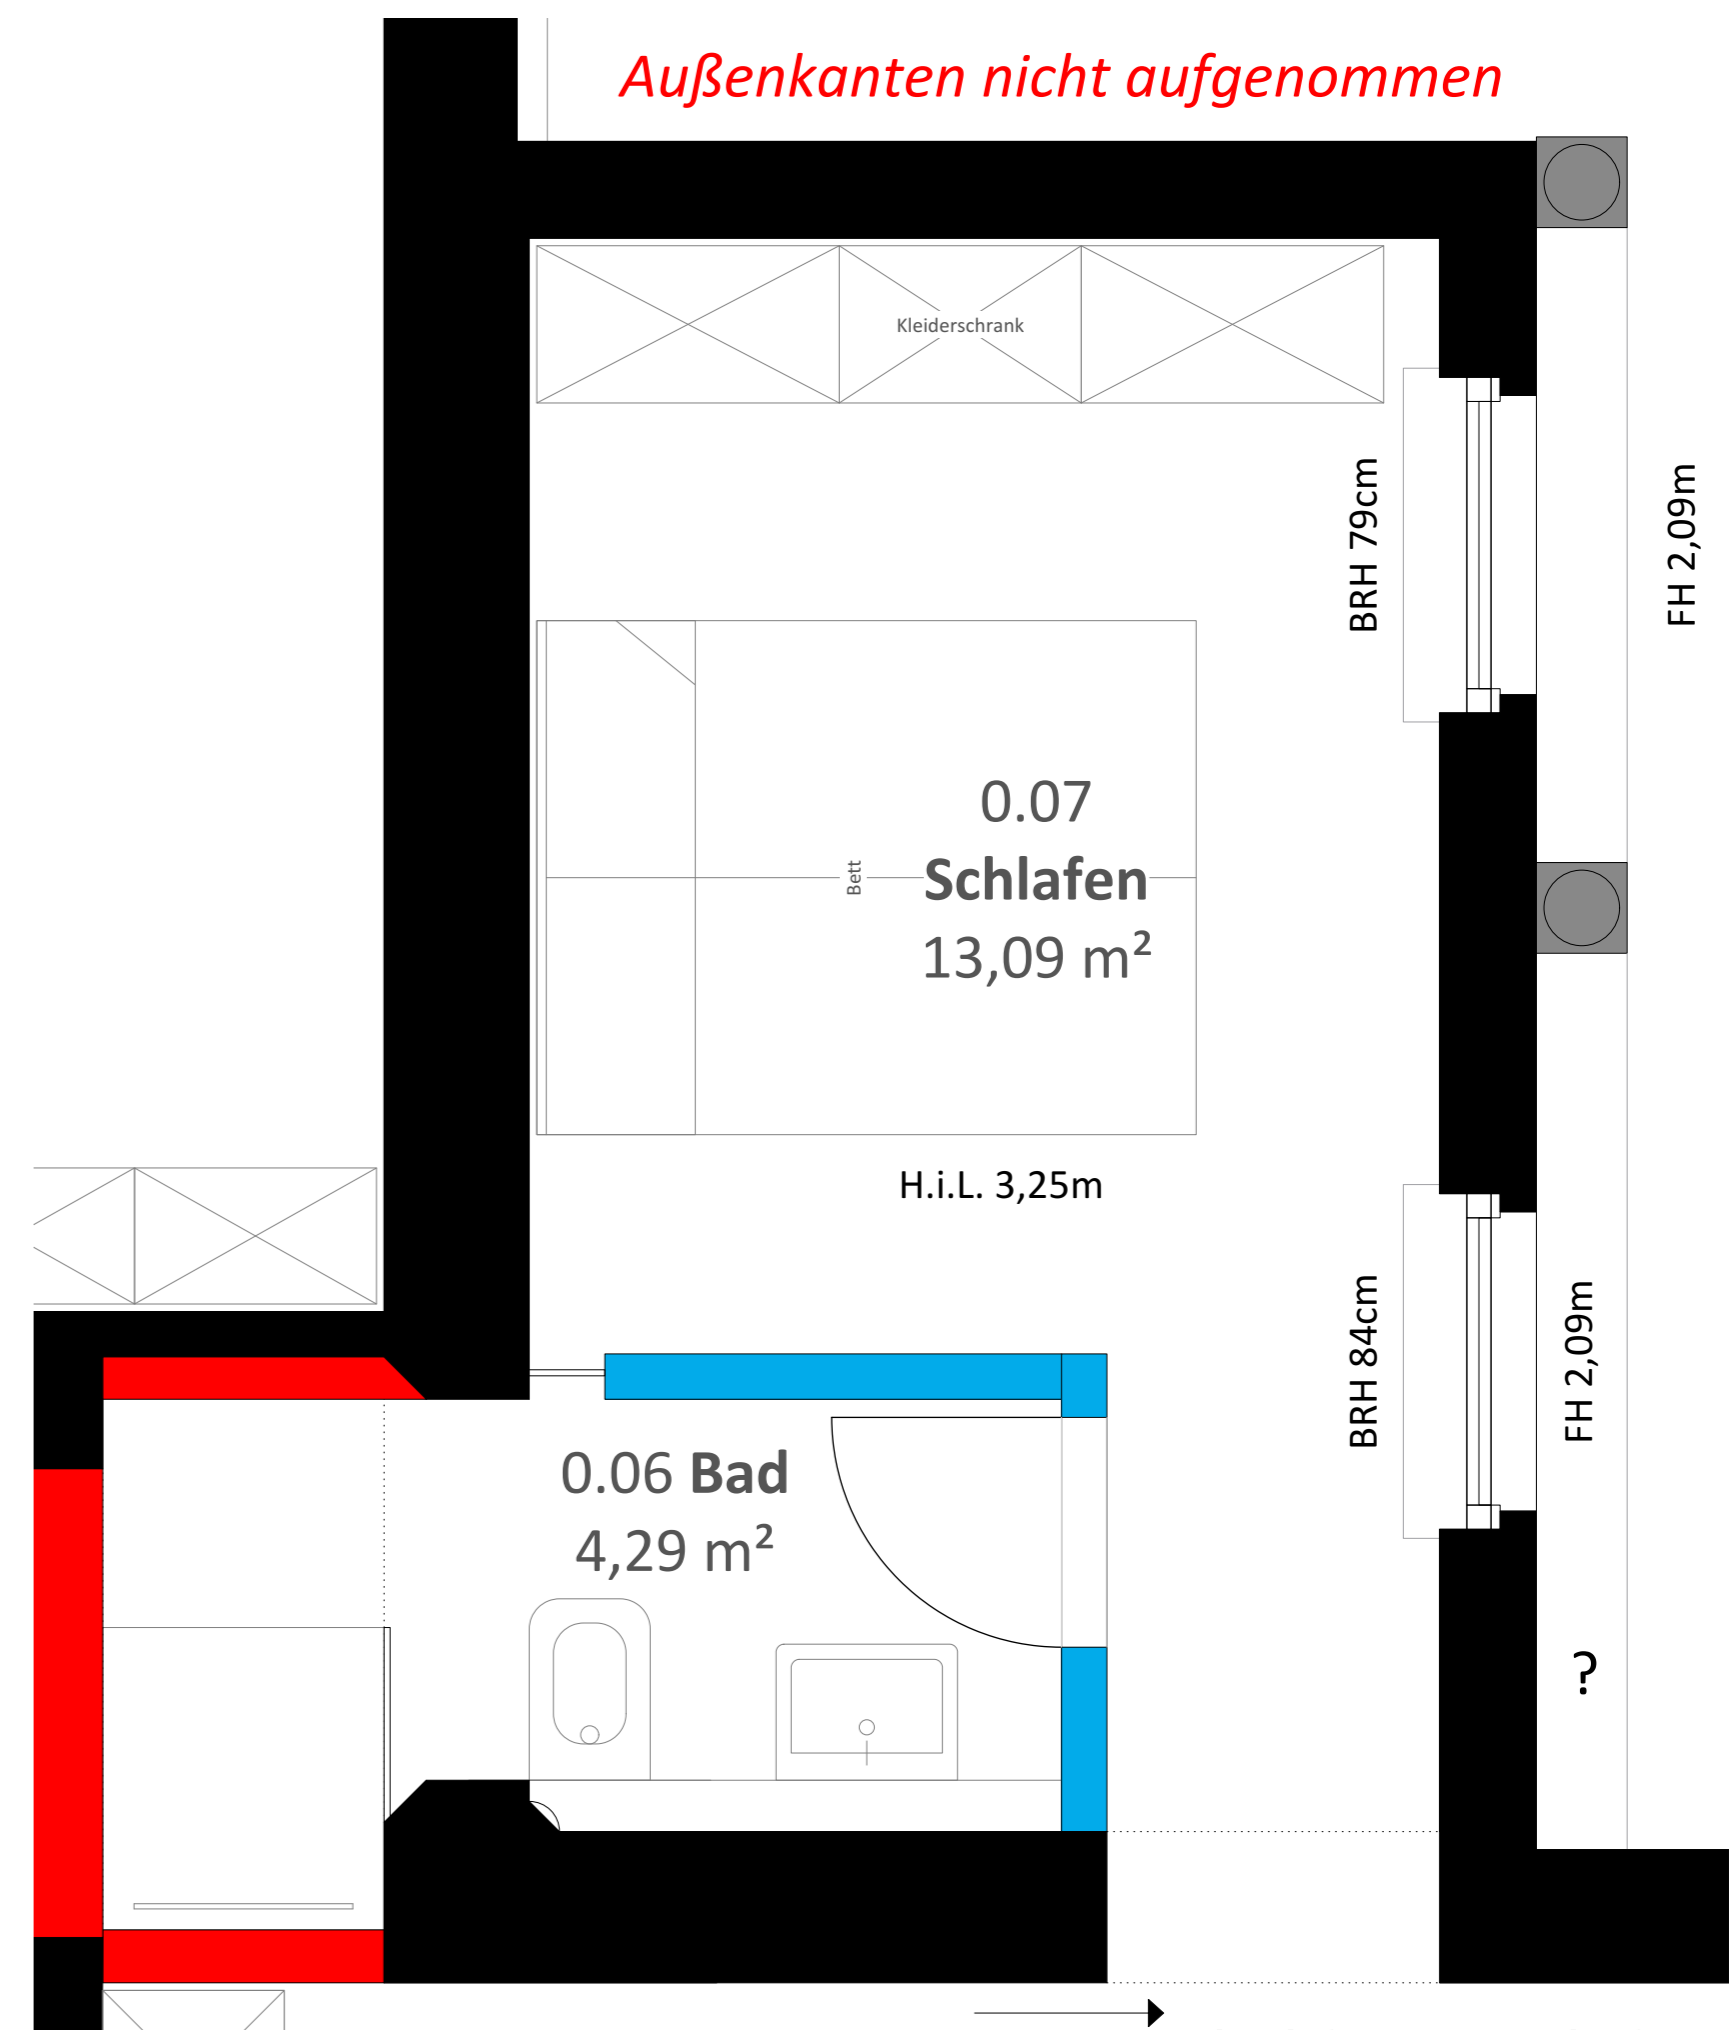 Außenkanten nicht aufgenommen
Kleiderschrank
BRH 79cm
FH 2,09m
0.07
Schlafen
13,09 m²
Bett
H.i.L. 3,25m
BRH 84cm
FH 2,09m
0.06 Bad
4,29 m²
?